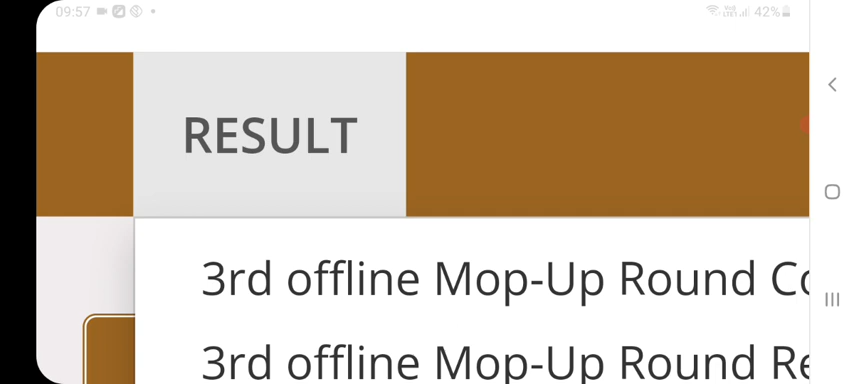 09:57
42%
RESULT
3rd offline Mop-Up Round
3rd offline Mop-Up Round